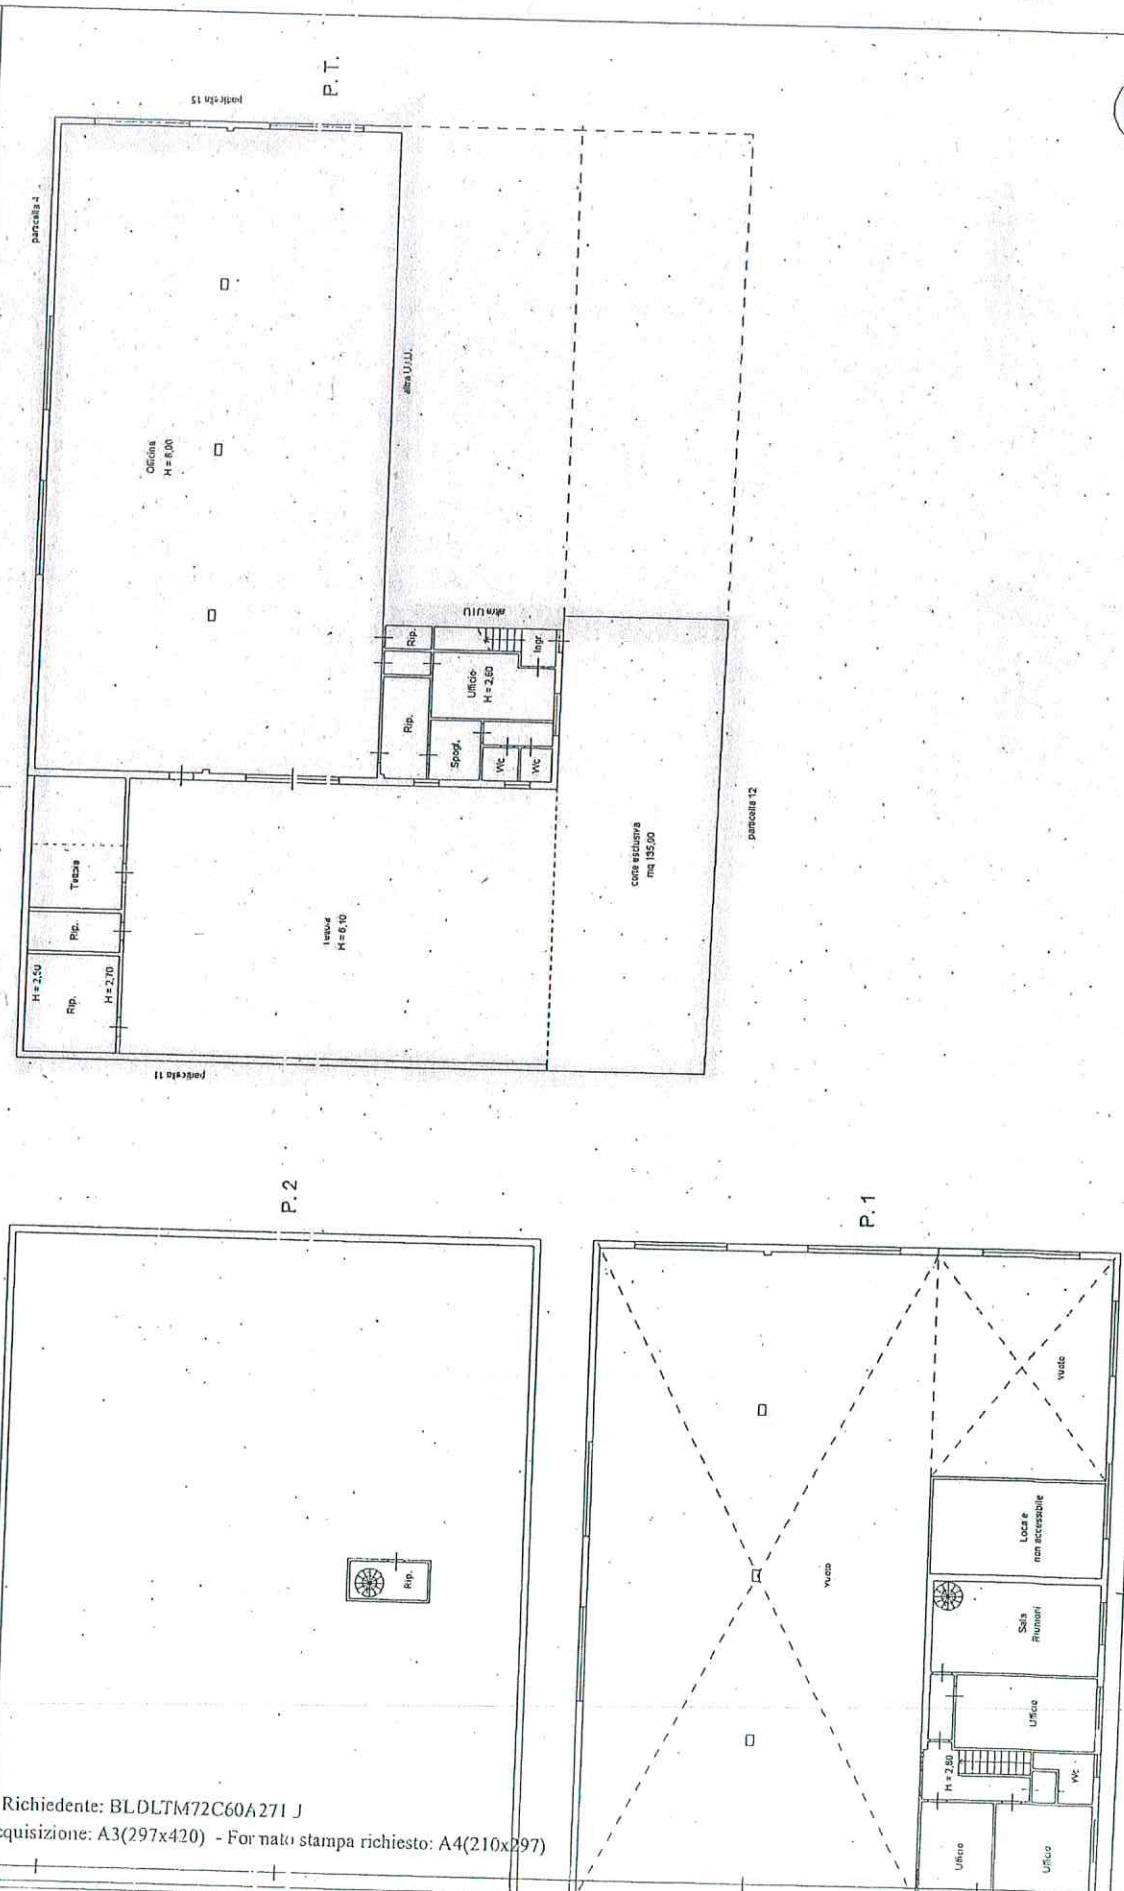 P. T.
particella 15
particella 4
Officina
H = 8,00
altra U.I.U.
altra U I U
Rip.
Ingr.
Ufficio
H = 2,60
Rip.
Spogl.
Wc
Wc
Tettoia
Rip.
H = 2,50
Rip.
H = 2,70
Tettoia
H = 6,10
corte esclusiva
mq 135,00
particella 12
particella 11
P. 2
Rip.
P. 1
vuoto
vuoto
Locale
non accessibile
Sala
Riunioni
Ufficio
H = 2,80
Wc
Ufficio
Ufficio
Richiedente: BLDLTM72C60A271 J
cquisizione: A3(297x420) - Formato stampa richiesto: A4(210x297)